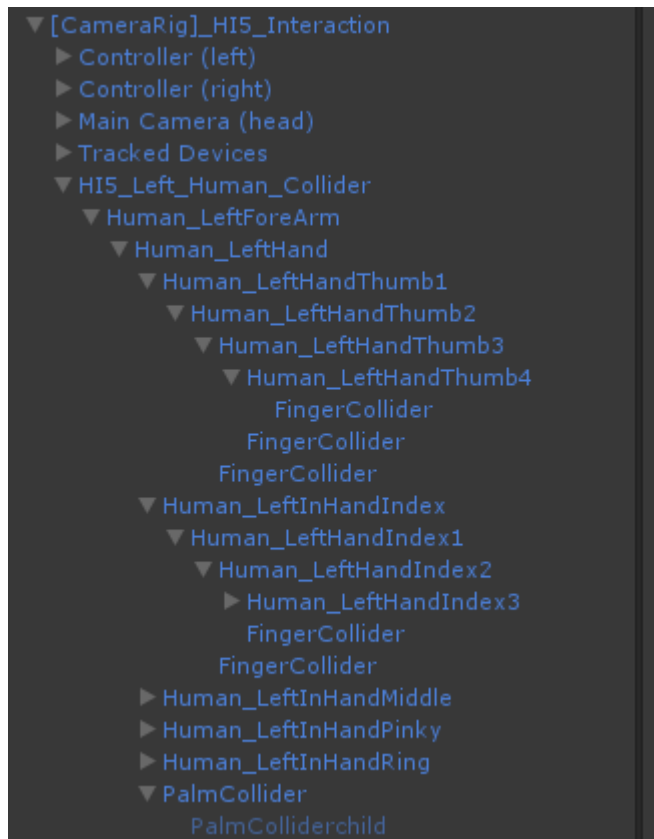 [CameraRig]_HI5_Interaction
Controller (left)
Controller (right)
Main Camera (head)
Tracked Devices
HI5_Left_Human_Collider
Human_LeftForeArm
Human_LeftHand
Human_LeftHandThumb1
Human_LeftHandThumb2
Human_LeftHandThumb3
Human_LeftHandThumb4
FingerCollider
FingerCollider
FingerCollider
Human_LeftInHandIndex
Human_LeftHandIndex1
Human_LeftHandIndex2
Human_LeftHandIndex3
FingerCollider
FingerCollider
Human_LeftInHandMiddle
Human_LeftInHandPinky
Human_LeftInHandRing
PalmCollider
PalmColliderchild